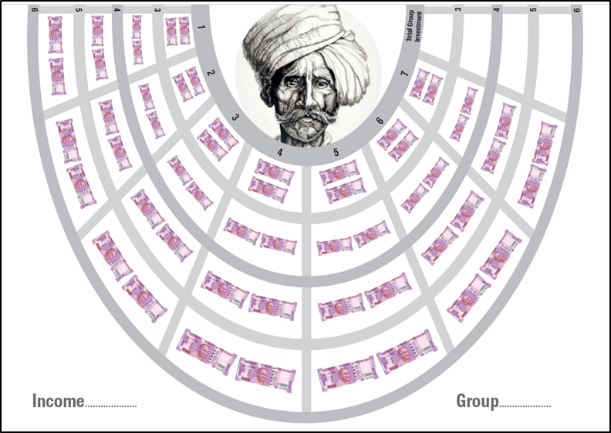 6 5 4 3
Total Group
Investment
3 4 5 6
1
2
3
4
5
6
7
Income....................
Group....................